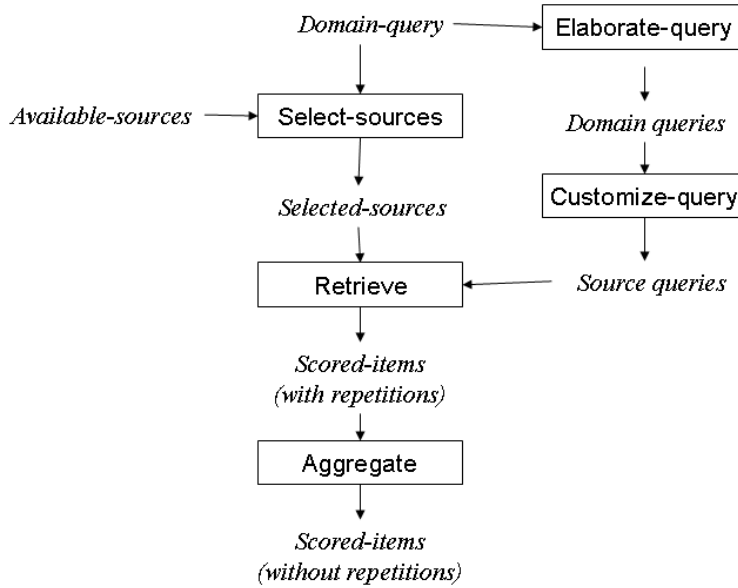 Domain-query
Elaborate-query
Available-sources
Select-sources
Domain queries
Selected-sources
Customize-query
Retrieve
Source queries
Scored-items
(with repetitions)
Aggregate
Scored-items
(without repetitions)